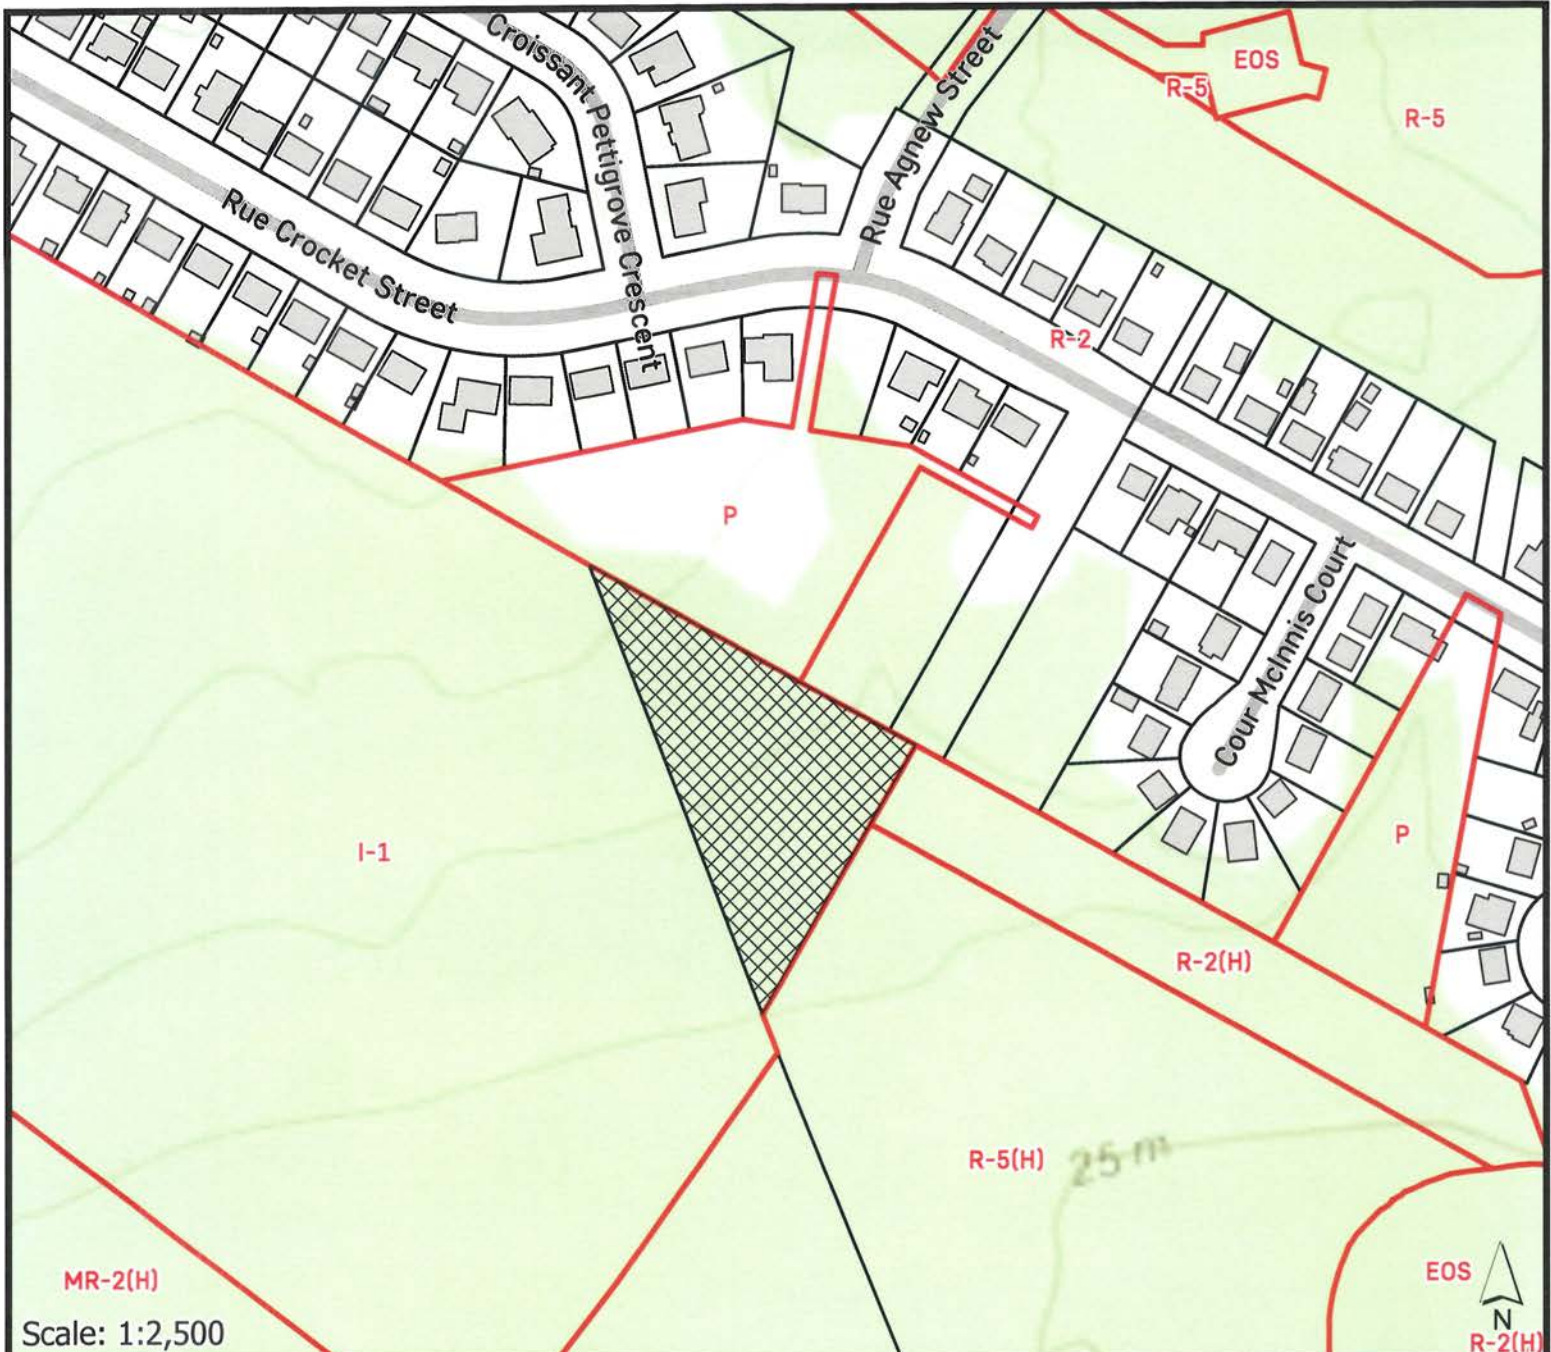 Croissant Pettigrove Crescent
Rue Agnew Street
EOS
R-5
R-5
Rue Crocket Street
R-2
P
Cour McInnis Court
P
I-1
R-2(H)
R-5(H)
25 m
MR-2(H)
EOS
N
Scale: 1:2,500
R-2(H)